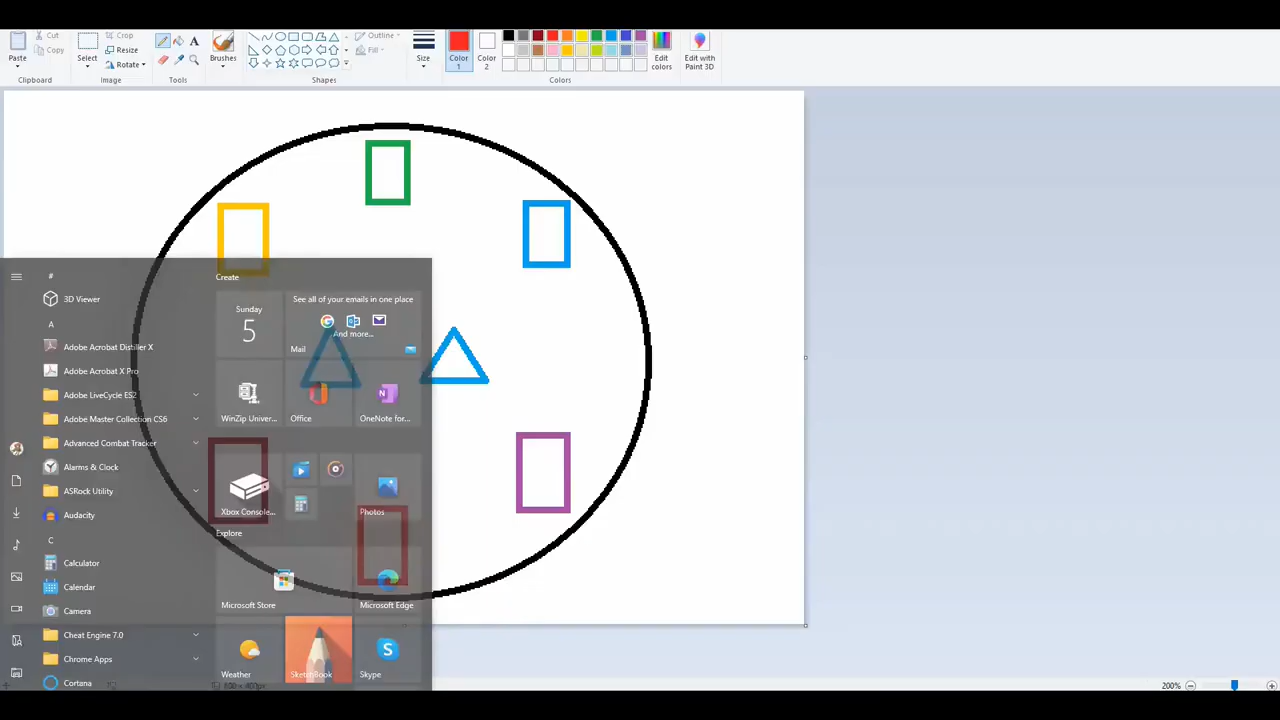 Cut
Crop
Outline
Copy
Resize
Fill
Paste
Select
Rotate
Brushes
Size
Color
1
Color
2
Edit
colors
Edit with
Paint 3D
Clipboard
Image
Tools
Shapes
Colors
#
3D Viewer
A
Adobe Acrobat Distiller X
Adobe Acrobat X Pro
Adobe LiveCycle ES2
Adobe Master Collection CS6
Advanced Combat Tracker
Alarms & Clock
ASRock Utility
Audacity
C
Calculator
Calendar
Camera
Cheat Engine 7.0
Chrome Apps
Cortana
Create
Sunday
5
See all of your emails in one place
And more...
Mail
WinZip Univer...
Office
OneNote for...
Xbox Console...
Photos
Explore
Microsoft Store
Microsoft Edge
Weather
SketchBook
Skype
200%